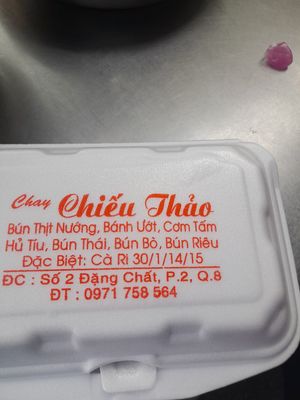 Chay Chiếu Thảo
Bún Thịt Nướng, Bánh Ướt, Cơm Tấm
Hủ Tíu, Bún Thái, Bún Bò, Bún Riêu
Đặc Biệt: Cà Ri 30/1/14/15
ĐC : Số 2 Đặng Chất, P.2, Q.8
ĐT : 0971 758 564